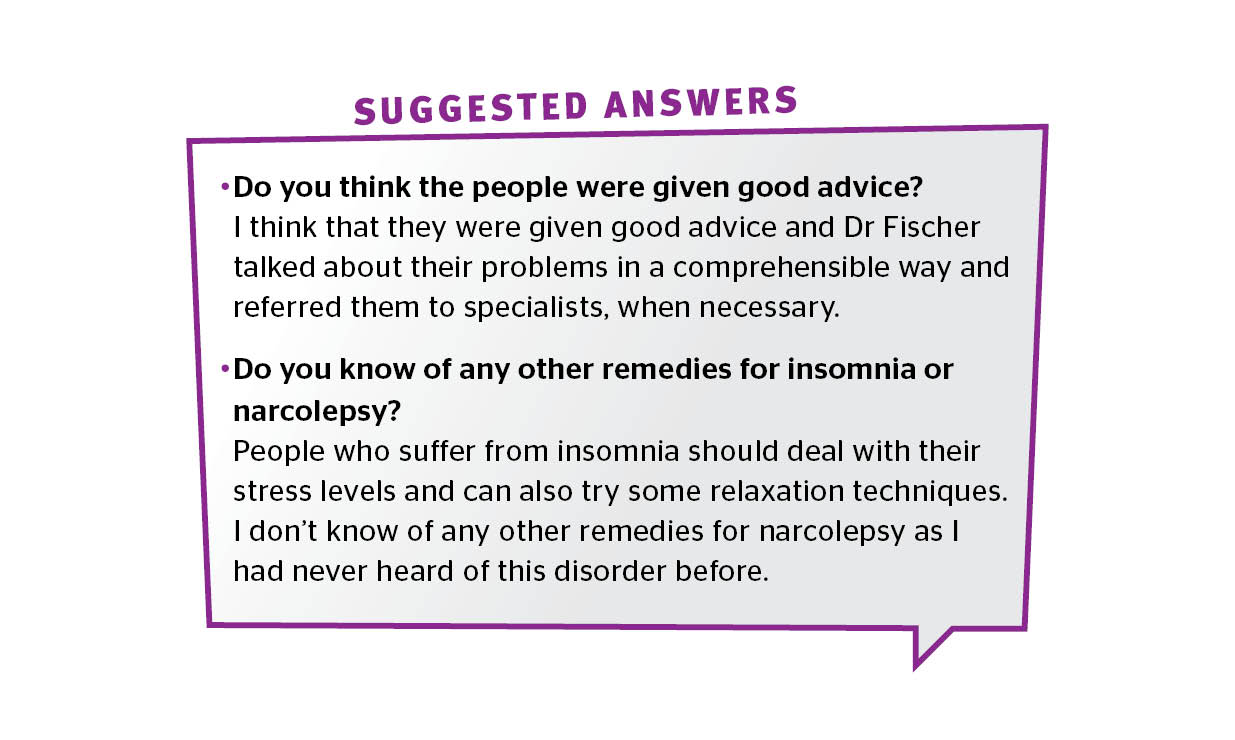 SUGGESTED ANSWERS
•Do you think the people were given good advice?
I think that they were given good advice and Dr Fischer
talked about their problems in a comprehensible way and
referred them to specialists, when necessary.
•Do you know of any other remedies for insomnia or
narcolepsy?
People who suffer from insomnia should deal with their
stress levels and can also try some relaxation techniques.
I don’t know of any other remedies for narcolepsy as I
had never heard of this disorder before.